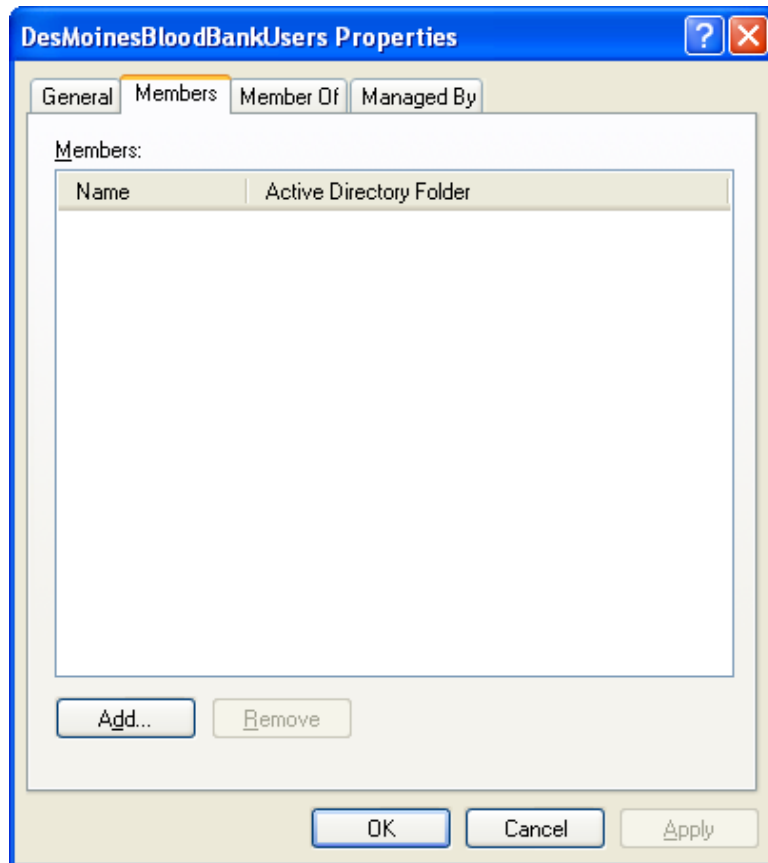 DesMoinesBloodBankUsers Properties
General Members Member Of Managed By
Members:
Name Active Directory Folder
Add... Remove
OK Cancel Apply